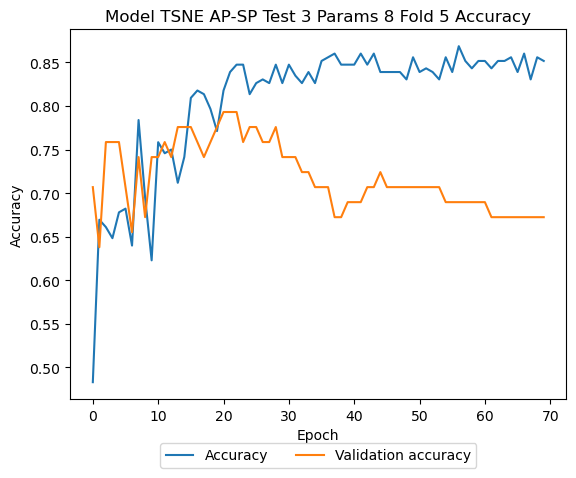 Model TSNE AP-SP Test 3 Params 8 Fold 5 Accuracy
Accuracy
0.85
0.80
0.75
0.70
0.65
0.60
0.55
0.50
0 10 20 30 40 50 60 70
Epoch
Accuracy Validation accuracy